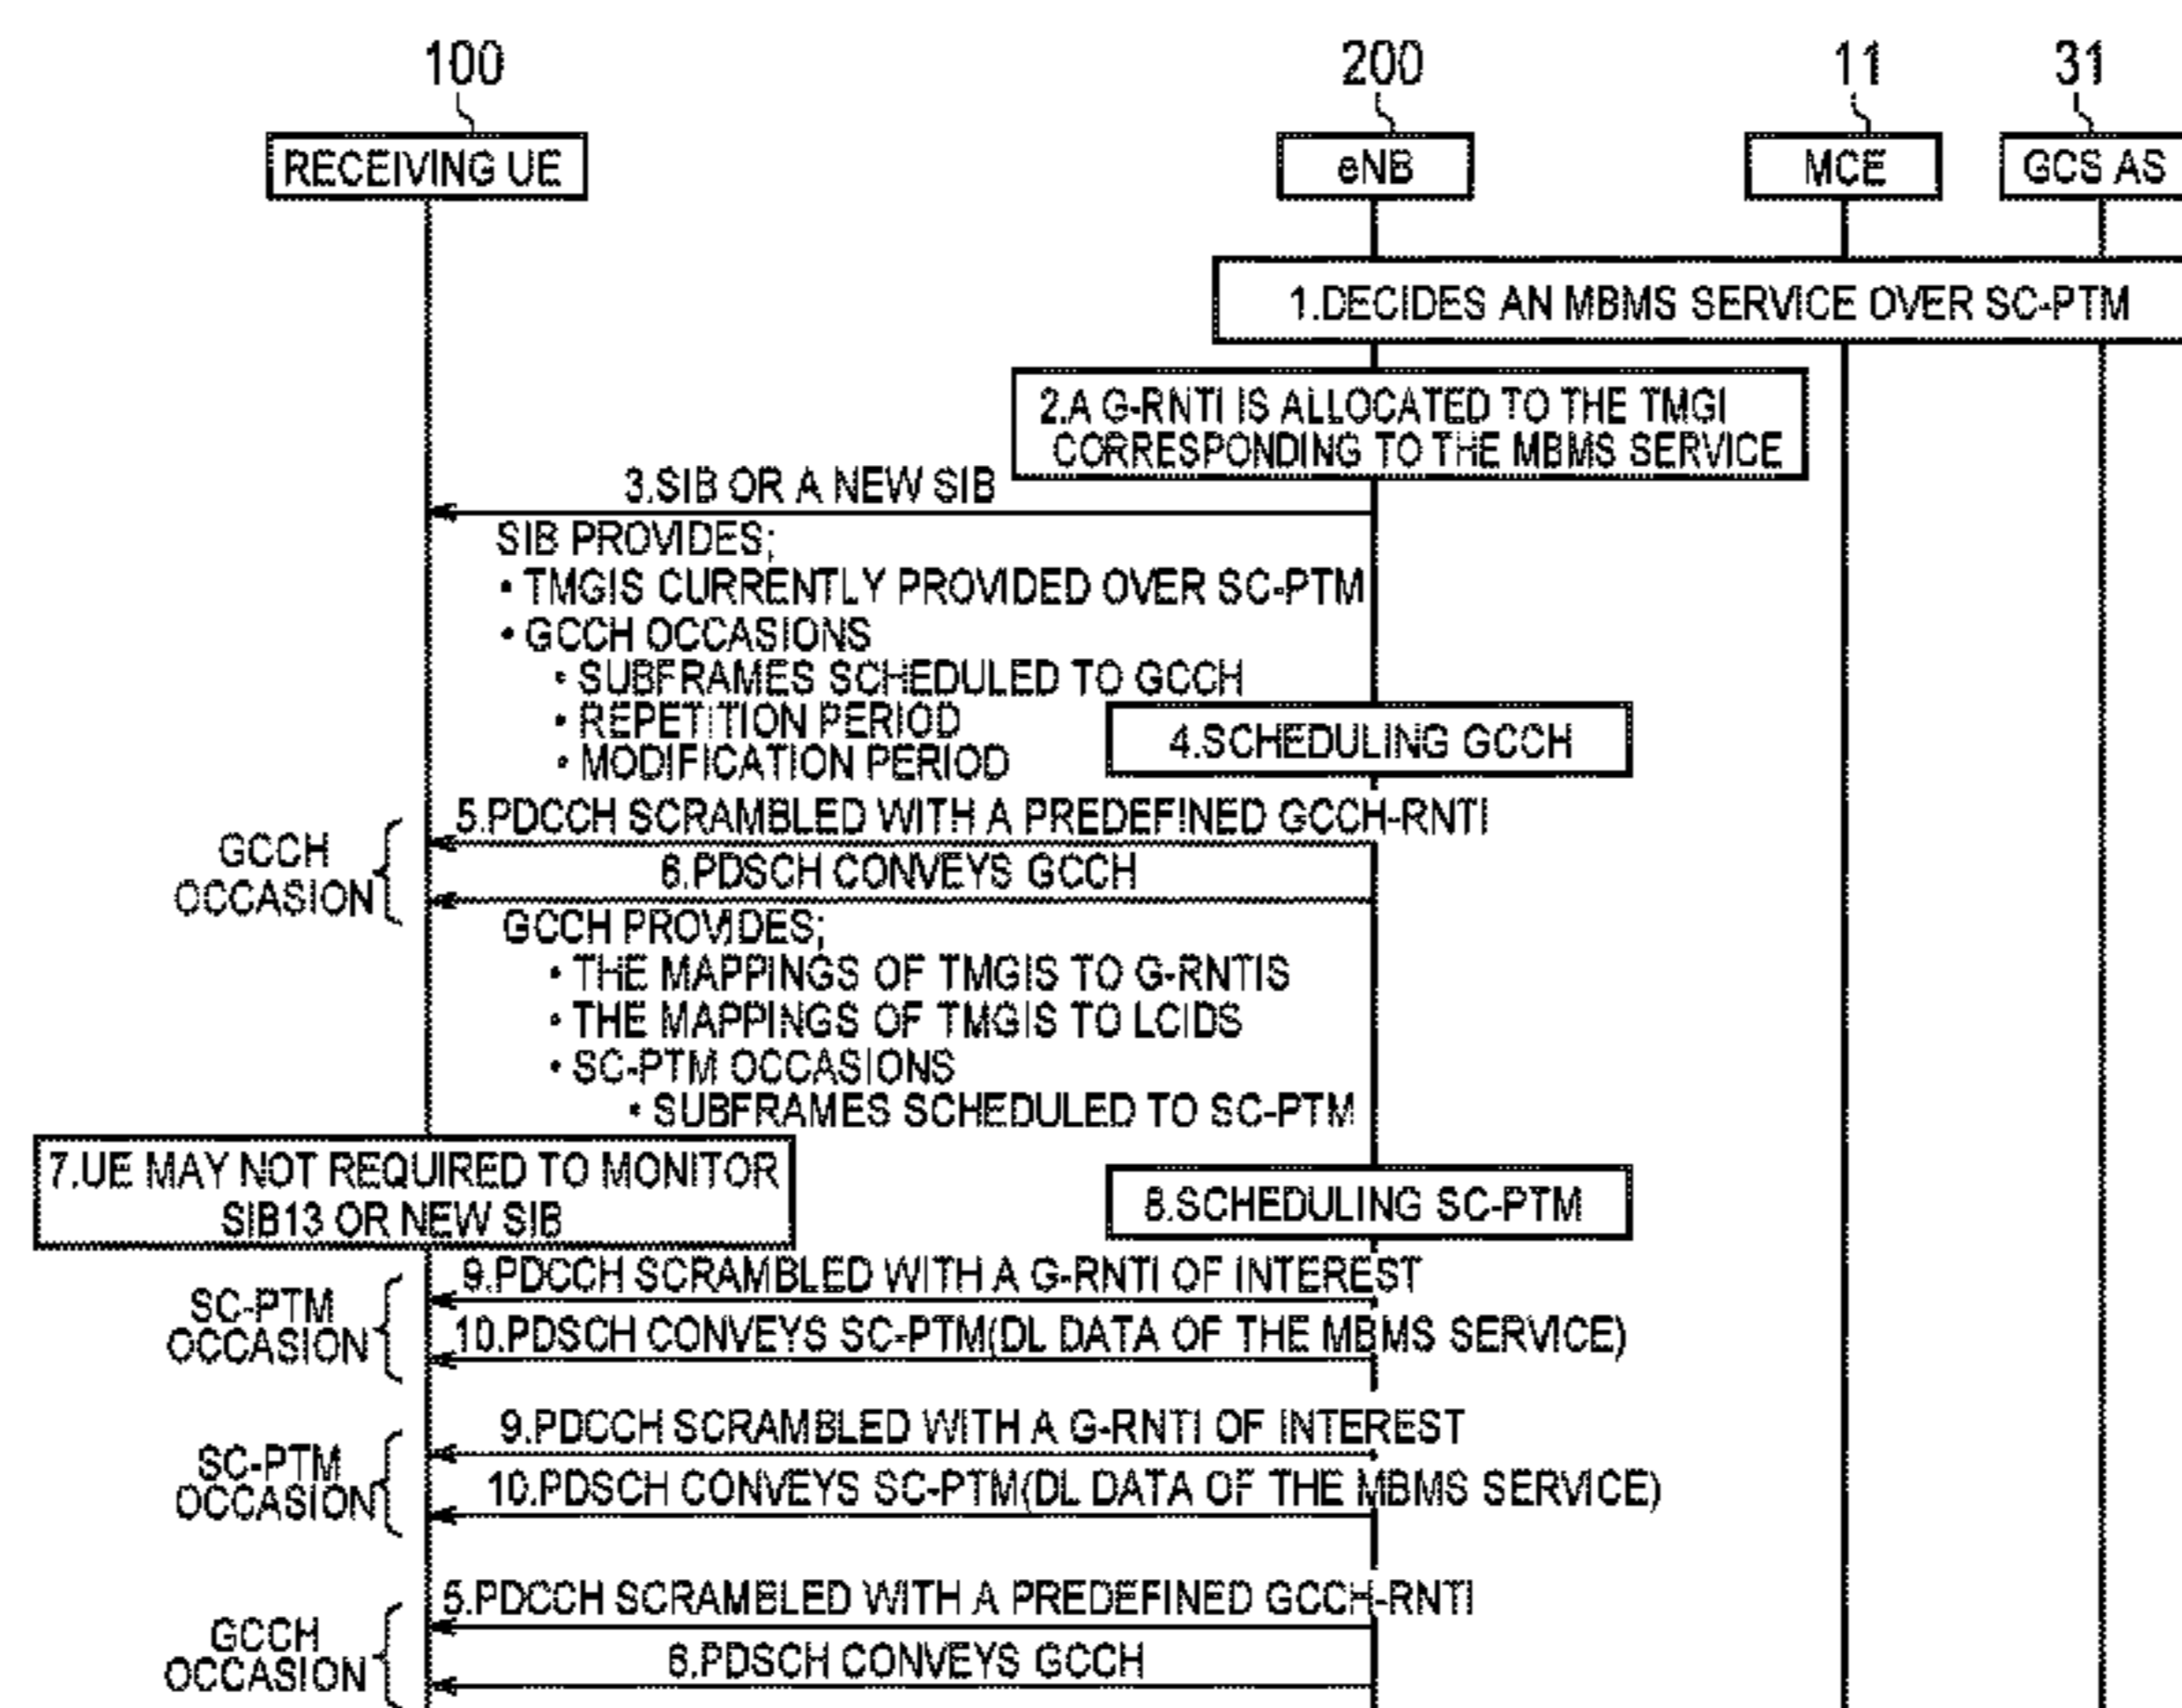 100
200
11
31
RECEIVING UE
eNB
MCE
GCS AS
1.DECIDES AN MBMS SERVICE OVER SC-PTM
2.A G-RNTI IS ALLOCATED TO THE TMGI
CORRESPONDING TO THE MBMS SERVICE
3.SIB OR A NEW SIB
SIB PROVIDES;
• TMGIS CURRENTLY PROVIDED OVER SC-PTM
• GCCH OCCASIONS
• SUBFRAMES SCHEDULED TO GCCH
• REPETITION PERIOD
• MODIFICATION PERIOD
4.SCHEDULING GCCH
5.PDCCH SCRAMBLED WITH A PREDEFINED GCCH-RNTI
GCCH
OCCASION
6.PDSCH CONVEYS GCCH
GCCH PROVIDES;
• THE MAPPINGS OF TMGIS TO G-RNTIS
• THE MAPPINGS OF TMGIS TO LCIDS
• SC-PTM OCCASIONS
• SUBFRAMES SCHEDULED TO SC-PTM
7.UE MAY NOT REQUIRED TO MONITOR
SIB13 OR NEW SIB
8.SCHEDULING SC-PTM
9.PDCCH SCRAMBLED WITH A G-RNTI OF INTEREST
SC-PTM
OCCASION
10.PDSCH CONVEYS SC-PTM(DL DATA OF THE MBMS SERVICE)
9.PDCCH SCRAMBLED WITH A G-RNTI OF INTEREST
SC-PTM
OCCASION
10.PDSCH CONVEYS SC-PTM(DL DATA OF THE MBMS SERVICE)
5.PDCCH SCRAMBLED WITH A PREDEFINED GCCH-RNTI
GCCH
OCCASION
6.PDSCH CONVEYS GCCH